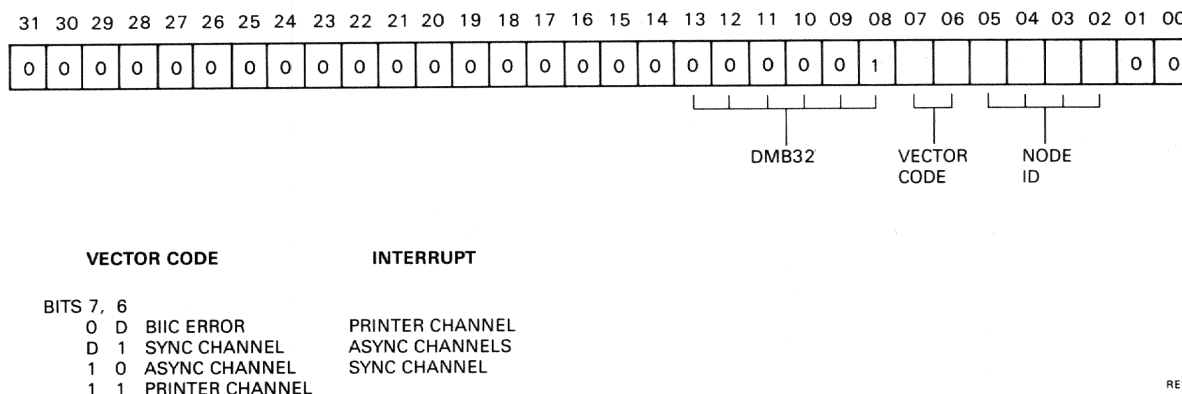 31 30 29 28 27 26 25 24 23 22 21 20 19 18 17 16 15 14 13 12 11 10 09 08 07 06 05 04 03 02 01 00
0 0 0 0 0 0 0 0 0 0 0 0 0 0 0 0 0 0 0 0 0 0 0 1 0 0
DMB32 VECTOR CODE NODE ID
VECTOR CODE INTERRUPT
BITS 7, 6
0 D BIIC ERROR PRINTER CHANNEL
D 1 SYNC CHANNEL ASYNC CHANNELS
1 0 ASYNC CHANNEL SYNC CHANNEL
1 1 PRINTER CHANNEL
RE